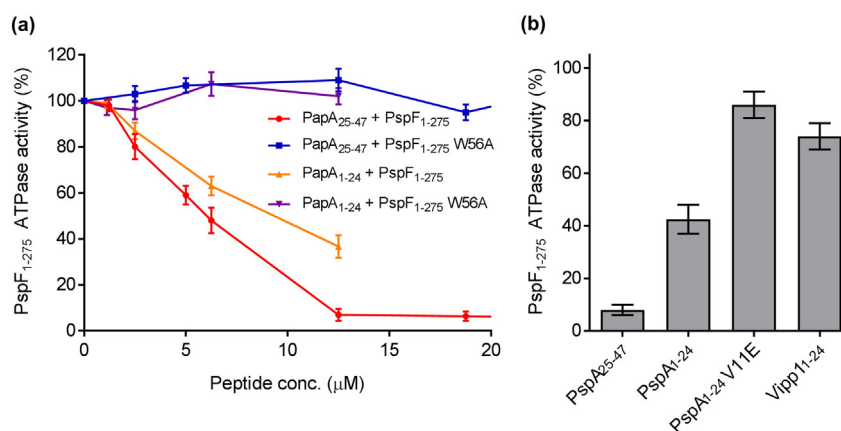 (a)
120
100
80
60
40
20
0
PspF1-275 ATPase activity (%)
0
5
10
15
20
Peptide conc. (μM)
PapA25-47 + PspF1-275
PapA25-47 + PspF1-275 W56A
PapA1-24 + PspF1-275
PapA1-24 + PspF1-275 W56A
(b)
100
80
60
40
20
0
PspF1-275 ATPase activity (%)
PspA25-47
PspA1-24
PspA1-24 V11E
Vipp11-24